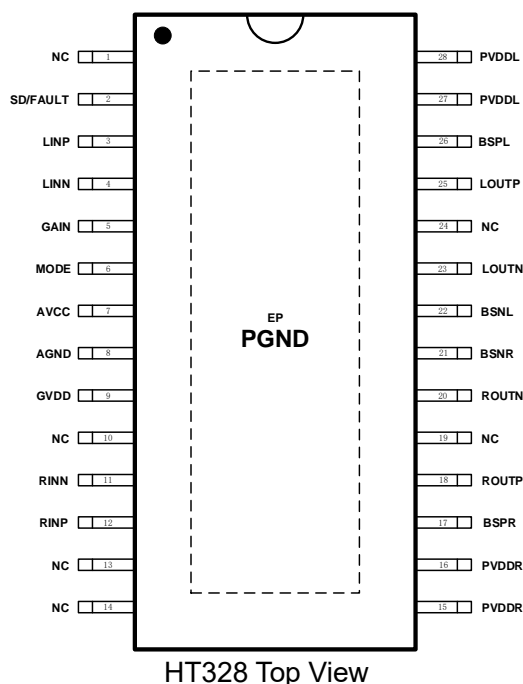 NC 1 28 PVDDL
SD/FAULT 2 27 PVDDL
LINP 3 26 BSPL
LINN 4 25 LOUTP
GAIN 5 24 NC
MODE 6 23 LOUTN
AVCC 7 22 BSNL
EP
PGND
AGND 8 21 BSNR
GVDD 9 20 ROUTN
NC 10 19 NC
RINN 11 18 ROUTP
RINP 12 17 BSPR
NC 13 16 PVDDR
NC 14 15 PVDDR
HT328 Top View